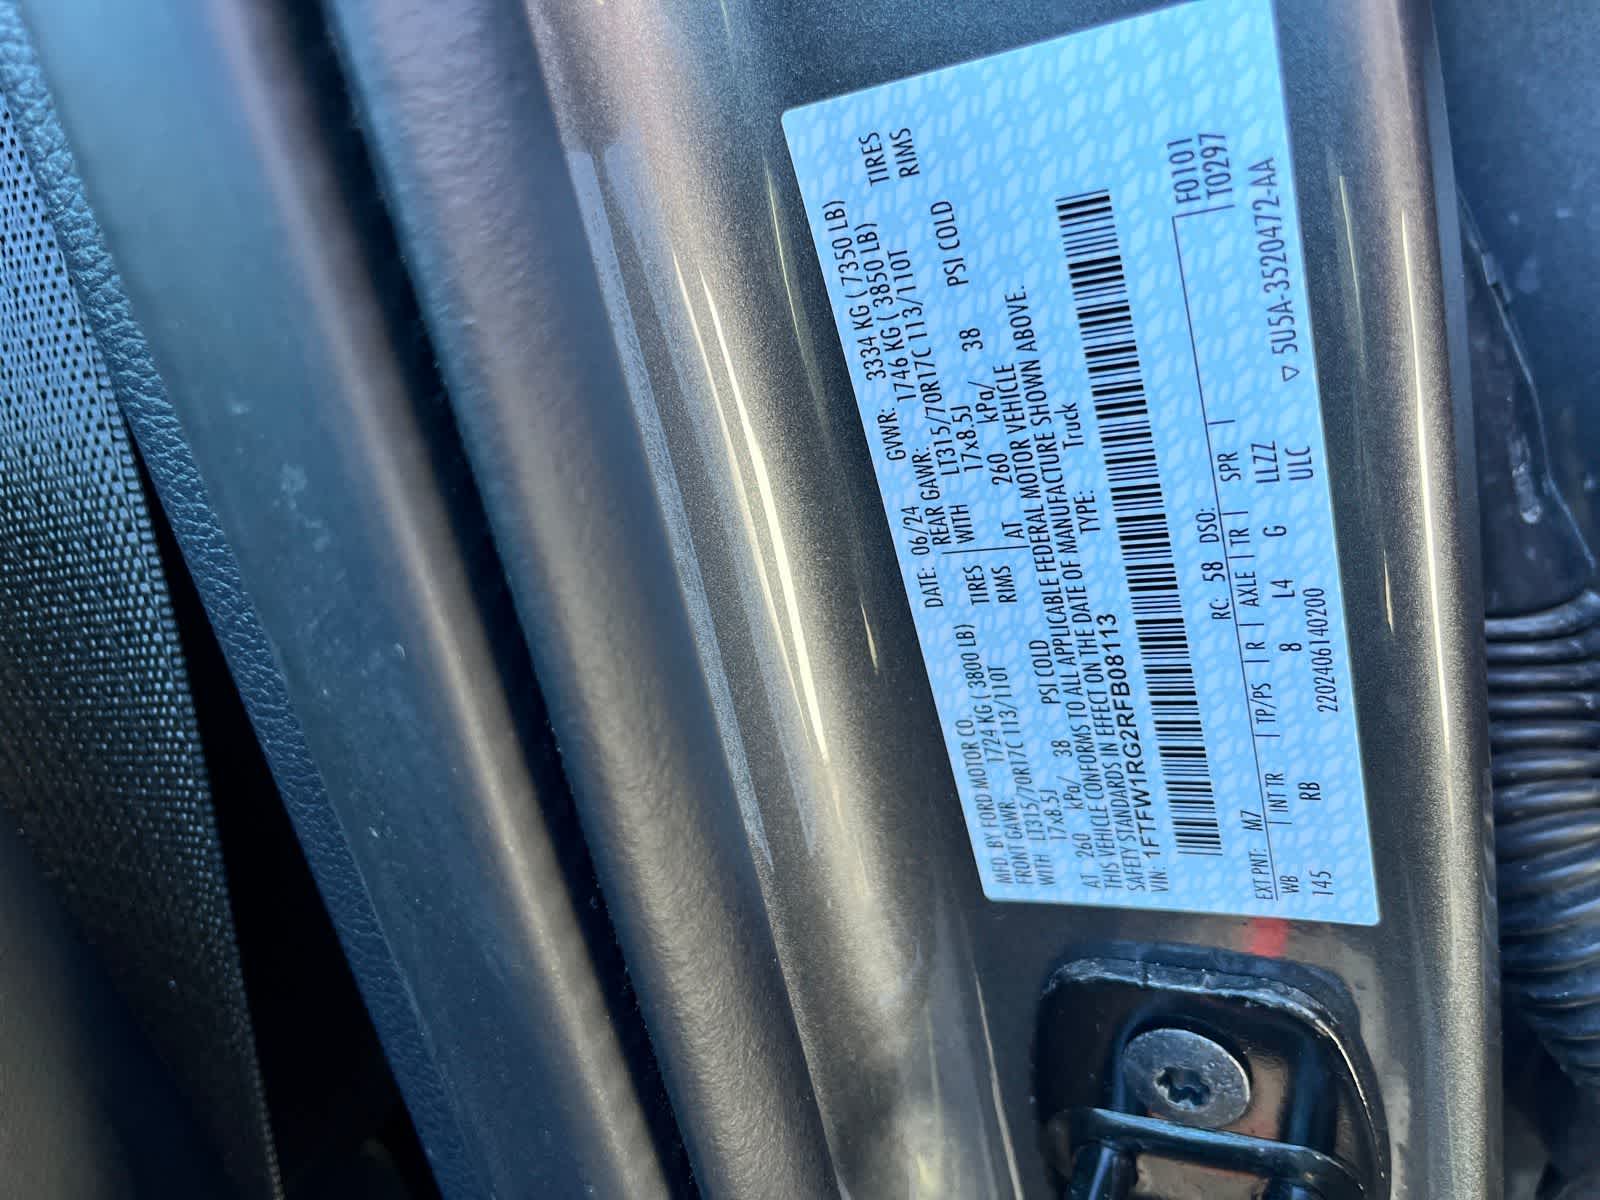 MFD. BY FORD MOTOR CO.
DATE: 06/24 GVWR: 3334 KG ( 7350 LB)
FRONT GAWR: 1724 KG ( 3800 LB) REAR GAWR: 1746 KG ( 3850 LB)
LT315/70R17C 113/110T TIRES WITH LT315/70R17C 113/110T TIRES
WITH 17x8.5J RIMS 17x8.5J RIMS
AT 260 kPa/ 38 PSI COLD AT 260 kPa/ 38 PSI COLD
THIS VEHICLE CONFORMS TO ALL APPLICABLE FEDERAL MOTOR VEHICLE
SAFETY STANDARDS IN EFFECT ON THE DATE OF MANUFACTURE SHOWN ABOVE.
VIN: 1FTFW1RG2RFB08113 TYPE: Truck
F0101
EXT PNT: M7 RC: 58 DSO: T0297
WB INT TR TP/PS R AXLE TR SPR
145 RB 8 L4 G LLZZ
ULC
2202406140200
▽ 5U5A-3520472-AA